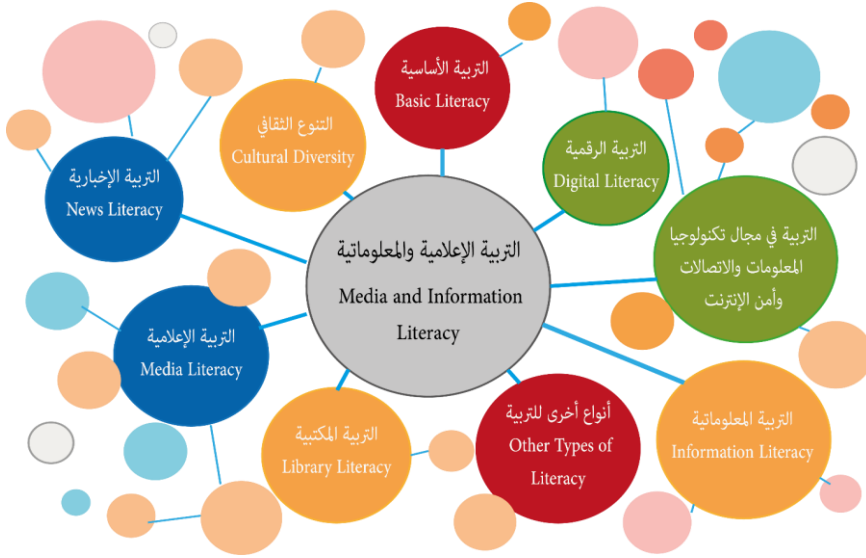 التربية الأساسية
Basic Literacy
التنوع الثقافي
Cultural Diversity
التربية الرقمية
Digital Literacy
التربية الإخبارية
News Literacy
التربية في مجال تكنولوجيا
المعلومات والاتصالات
وأمن الإنترنت
التربية الإعلامية والمعلوماتية
Media and Information
Literacy
التربية الإعلامية
Media Literacy
التربية المكتبية
Library Literacy
أنواع أخرى للتربية
Other Types of
Literacy
التربية المعلوماتية
Information Literacy